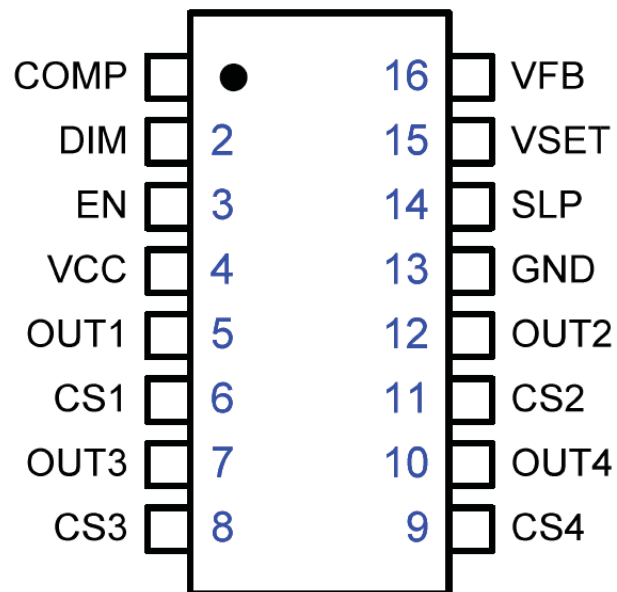 COMP 16 VFB
DIM 2 15 VSET
EN 3 14 SLP
VCC 4 13 GND
OUT1 5 12 OUT2
CS1 6 11 CS2
OUT3 7 10 OUT4
CS3 8 9 CS4